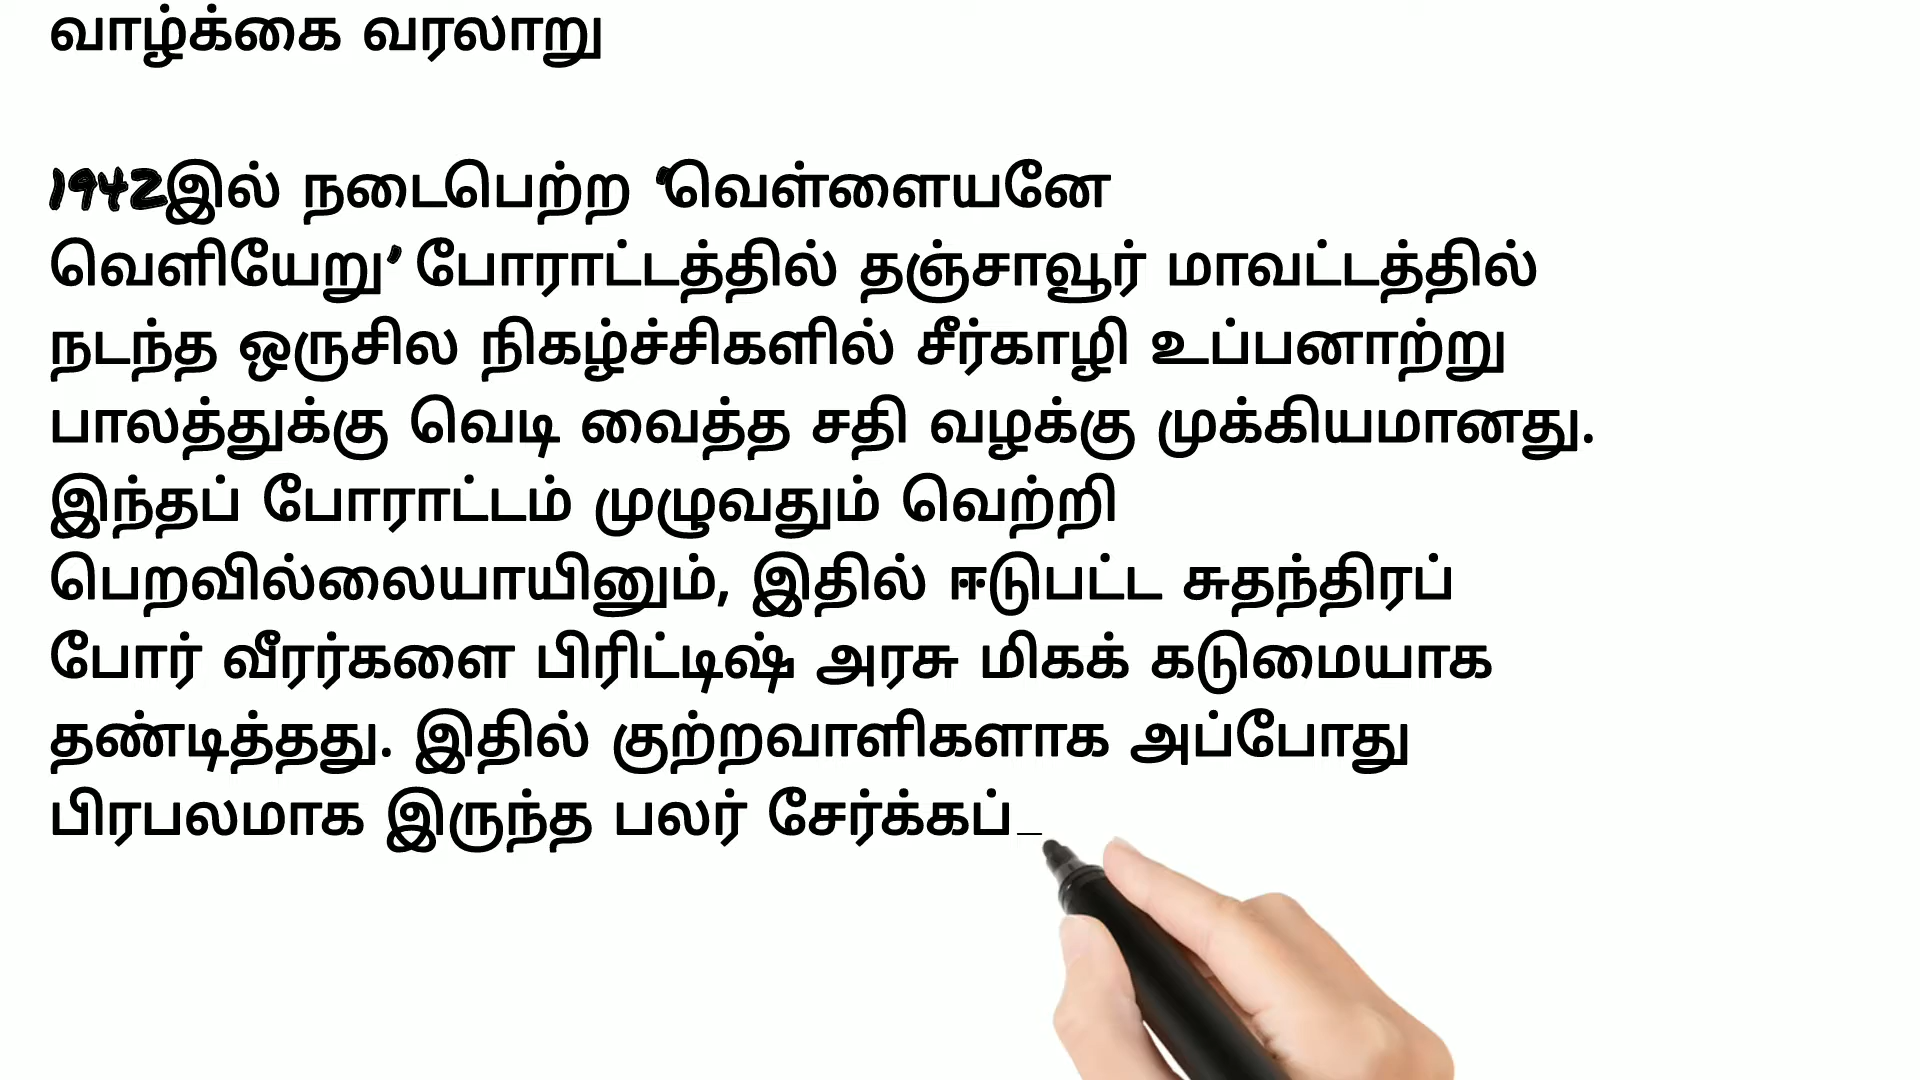 வாழ்க்கை வரலாறு
1942இல் நடைபெற்ற ‘வெள்ளையனே
வெளியேறு’ போராட்டத்தில் தஞ்சாவூர் மாவட்டத்தில்
நடந்த ஒருசில நிகழ்ச்சிகளில் சீர்காழி உப்பனாற்று
பாலத்துக்கு வெடி வைத்த சதி வழக்கு முக்கியமானது.
இந்தப் போராட்டம் முழுவதும் வெற்றி
பெறவில்லையாயினும், இதில் ஈடுபட்ட சுதந்திரப்
போர் வீரர்களை பிரிட்டிஷ் அரசு மிகக் கடுமையாக
தண்டித்தது. இதில் குற்றவாளிகளாக அப்போது
பிரபலமாக இருந்த பலர் சேர்க்கப்